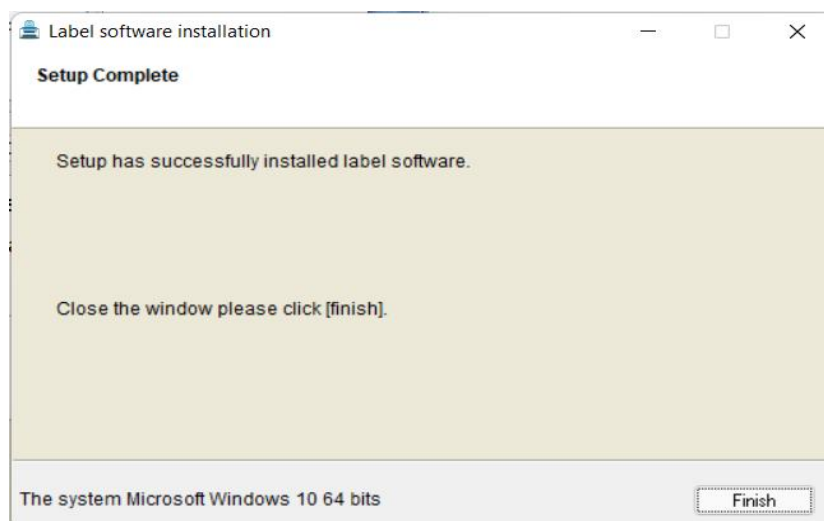 Label software installation
Setup Complete
Setup has successfully installed label software.
Close the window please click [finish].
The system Microsoft Windows 10 64 bits
Finish